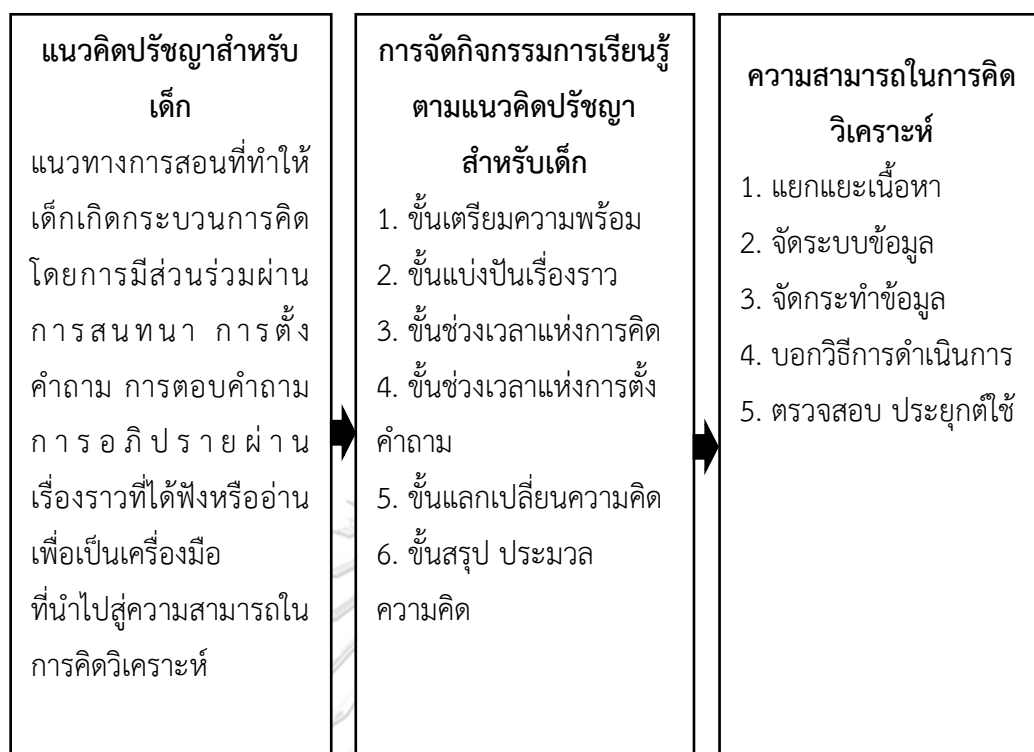 แนวคิดปรัชญาสำหรับ
เด็ก
แนวทางการสอนที่ทำให้
เด็กเกิดกระบวนการคิด
โดยการมีส่วนร่วมผ่าน
การสนทนา การตั้ง
คำถาม การตอบคำถาม
การอภิปรายผ่าน
เรื่องราวที่ได้ฟังหรืออ่าน
เพื่อเป็นเครื่องมือ
ที่นำไปสู่ความสามารถใน
การคิดวิเคราะห์
การจัดกิจกรรมการเรียนรู้
ตามแนวคิดปรัชญา
สำหรับเด็ก
1. ขั้นเตรียมความพร้อม
2. ขั้นแบ่งปันเรื่องราว
3. ขั้นช่วงเวลาแห่งการคิด
4. ขั้นช่วงเวลาแห่งการตั้ง
คำถาม
5. ขั้นแลกเปลี่ยนความคิด
6. ขั้นสรุป ประมวล
ความคิด
ความสามารถในการคิด
วิเคราะห์
1. แยกแยะเนื้อหา
2. จัดระบบข้อมูล
3. จัดกระทำข้อมูล
4. บอกวิธีการดำเนินการ
5. ตรวจสอบ ประยุกต์ใช้